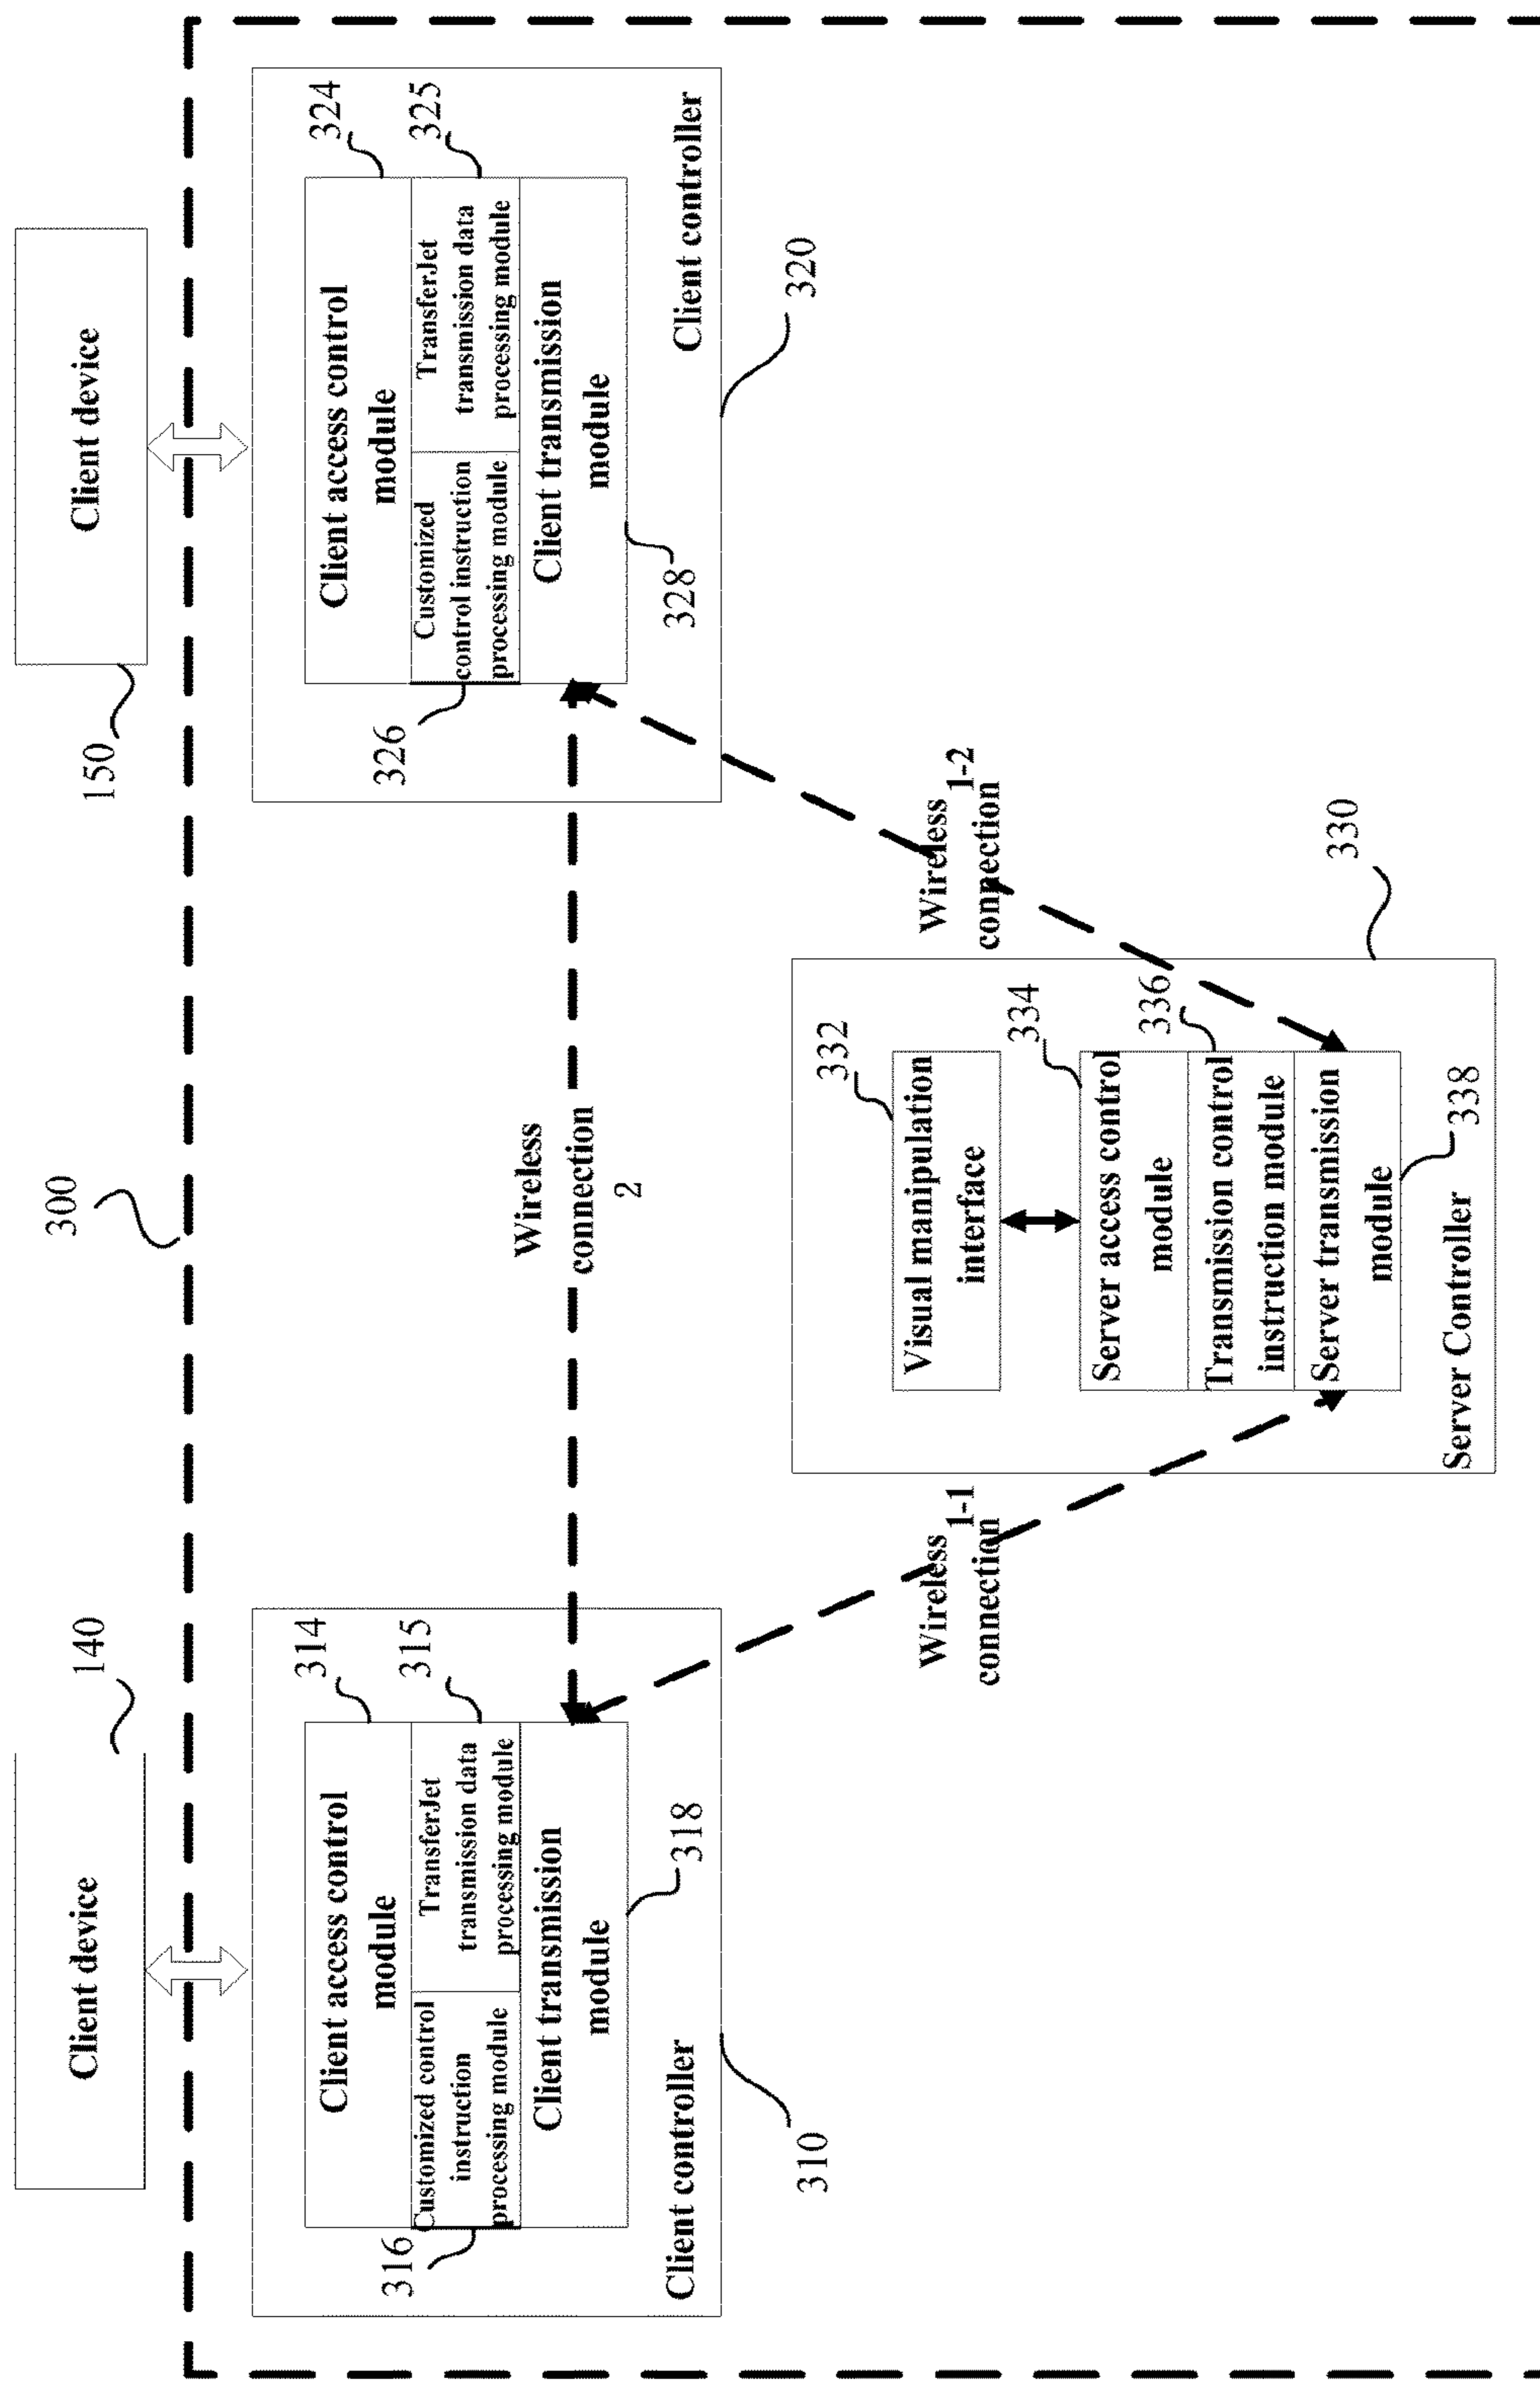 300
140
Client device
150
Client device
314
Client access control
module
315
TransferJet
transmission data
processing module
316
Customized control
instruction
processing module
Client transmission
module
318
Client controller
310
324
Client access control
module
325
TransferJet
transmission data
processing module
326
Customized
control instruction
processing module
Client transmission
module
328
Client controller
320
Wireless
connection
2
Wireless
1-1
connection
Wireless
1-2
connection
330
332
Visual manipulation
interface
334
Server access control
module
336
Transmission control
instruction module
Server transmission
module
338
Server Controller